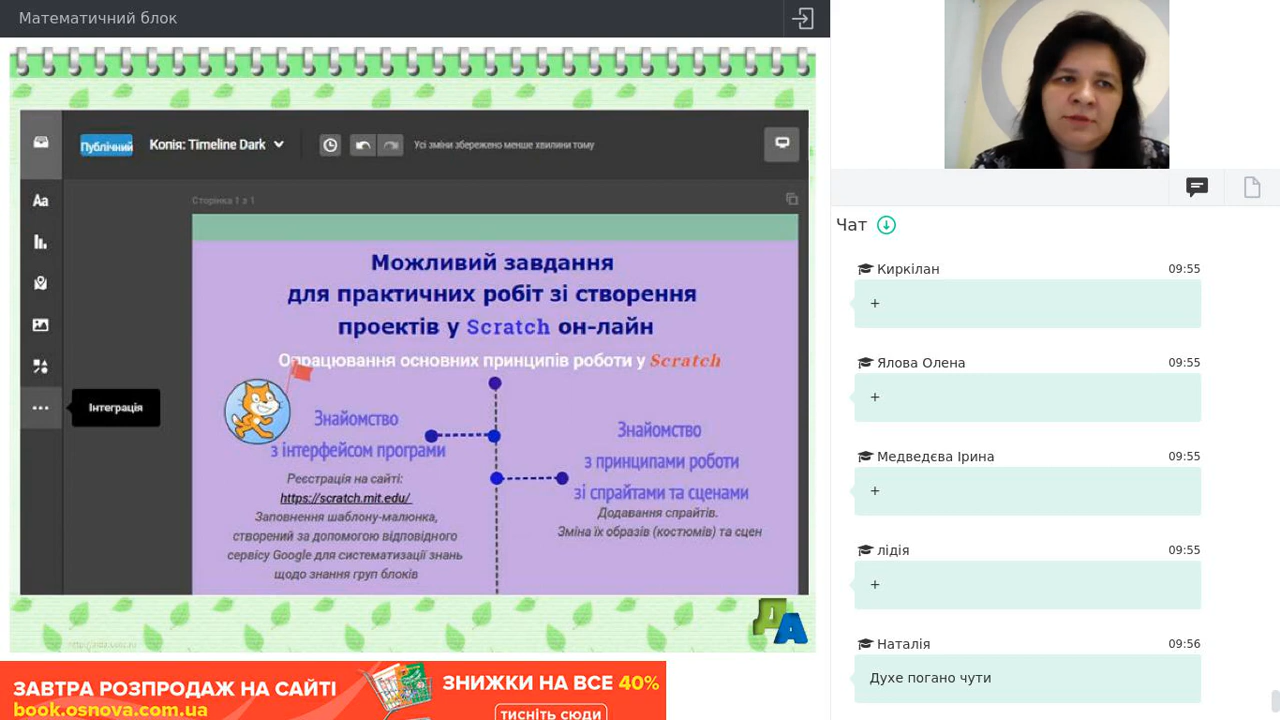 Математичний блок
Публічний
Копія: Timeline Dark
Усі зміни збережено менше хвилини тому
Aa
Сторінка 1 з 1
Можливий завдання
для практичних робіт зі створення
проектів у Scratch он-лайн
Опрацювання основних принципів роботи у Scratch
Інтеграція
Знайомство
з інтерфейсом програми
Реєстрація на сайті:
https://scratch.mit.edu/
Заповнення шаблону-малюнка,
створений за допомогою відповідного
сервісу Google для систематизації знань
щодо знання груп блоків
Знайомство
з принципами роботи
зі спрайтами та сценами
Додавання спрайтів.
Зміна їх образів (костюмів) та сцен
ДА
ЗАВТРА РОЗПРОДАЖ НА САЙТІ
book.osnova.com.ua
ЗНИЖКИ НА ВСЕ 40%
тисніть сюди
Чат
Киркілан 09:55
+
Ялова Олена 09:55
+
Медведєва Ірина 09:55
+
лідія 09:55
+
Наталія 09:56
Духе погано чути